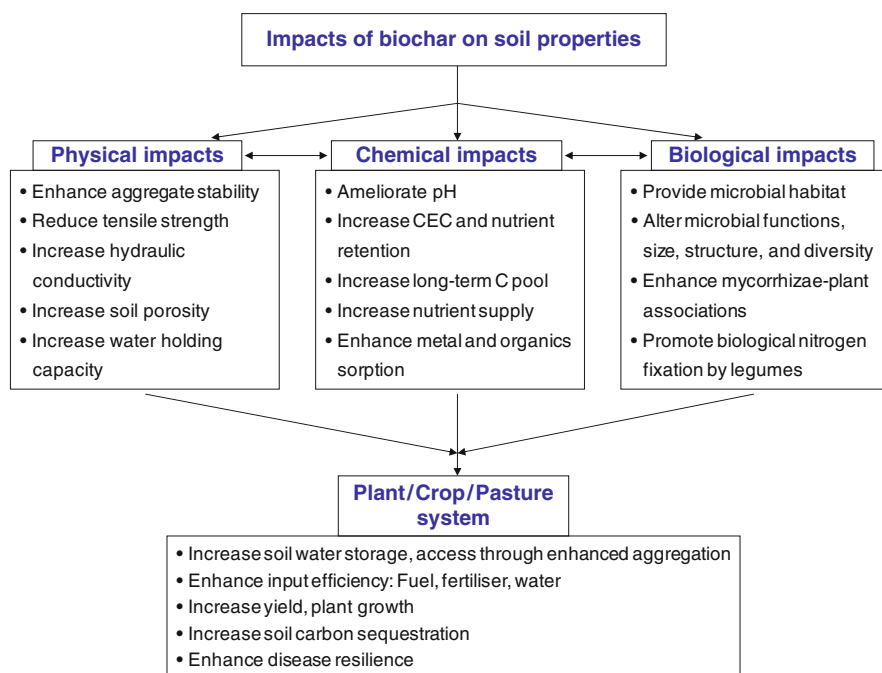 Impacts of biochar on soil properties
Physical impacts
• Enhance aggregate stability
• Reduce tensile strength
• Increase hydraulic
conductivity
• Increase soil porosity
• Increase water holding
capacity
Chemical impacts
• Ameliorate pH
• Increase CEC and nutrient
retention
• Increase long-term C pool
• Increase nutrient supply
• Enhance metal and organics
sorption
Biological impacts
• Provide microbial habitat
• Alter microbial functions,
size, structure, and diversity
• Enhance mycorrhizae-plant
associations
• Promote biological nitrogen
fixation by legumes
Plant/Crop/Pasture
system
• Increase soil water storage, access through enhanced aggregation
• Enhance input efficiency: Fuel, fertiliser, water
• Increase yield, plant growth
• Increase soil carbon sequestration
• Enhance disease resilience